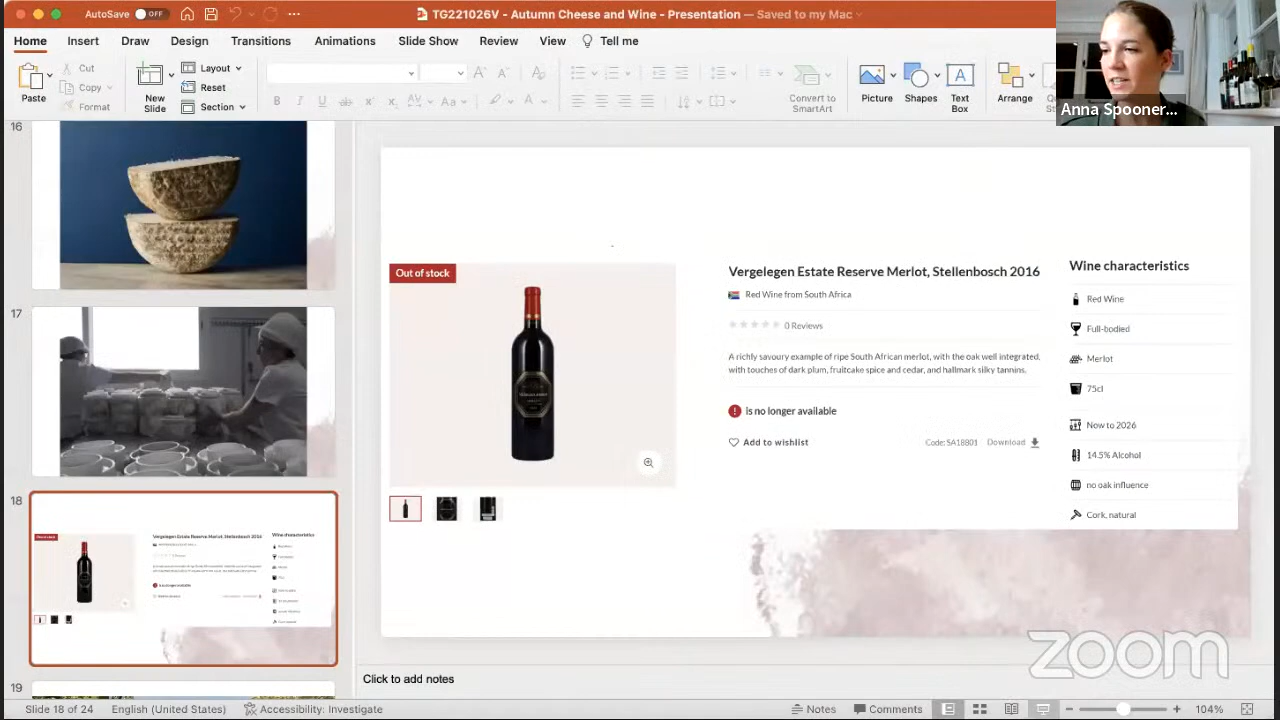 AutoSave OFF
TG221026V - Autumn Cheese and Wine - Presentation — Saved to my Mac
Home Insert Draw Design Transitions Animations Slide Show Review View Tell me
Paste
Cut
Copy
Format
New
Slide
Layout
Reset
Section
B I U
Aa
Convert to
SmartArt
Picture
Shapes
Text
Box
Arrange
Anna Spooner...
16
17
18
19
Out of stock
Vergelegen Estate Reserve Merlot, Stellenbosch 2016
Red Wine from South Africa
0 Reviews
A richly savoury example of ripe South African merlot, with the oak well integrated,
with touches of dark plum, fruitcake spice and cedar, and hallmark silky tannins.
is no longer available
Add to wishlist
Code: SA18801 Download
Wine characteristics
Red Wine
Full-bodied
Merlot
75cl
Now to 2026
14.5% Alcohol
no oak influence
Cork, natural
zoom
Click to add notes
Slide 18 of 24 English (United States) Accessibility: Investigate
Notes Comments 104%